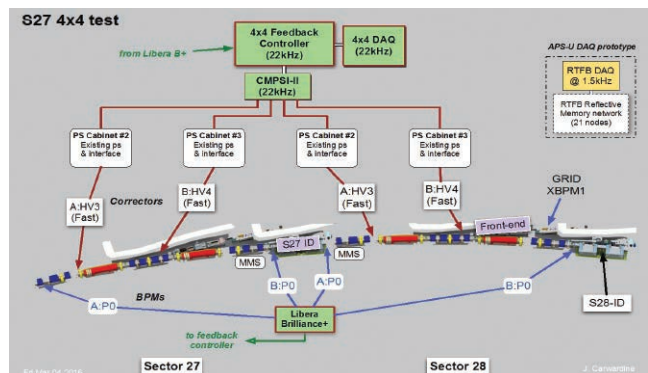 S27 4x4 test
from Libera B+
4x4 Feedback
Controller
(22kHz)
4x4 DAQ
(22kHz)
CMPSI-II
(22kHz)
APS-U DAQ prototype
RTFB DAQ
@ 1.5kHz
RTFB Reflective
Memory network
(21 nodes)
PS Cabinet #2
Existing ps
& interface
PS Cabinet #3
Existing ps
& interface
PS Cabinet #2
Existing ps
& interface
PS Cabinet #3
Existing ps
& interface
A:HV3
(Fast)
Correctors
B:HV4
(Fast)
A:HV3
(Fast)
B:HV4
(Fast)
GRID
XBPM1
Front-end
S27 ID
MMS
MMS
A:P0
BPMs
B:P0
A:P0
B:P0
S28-ID
Libera
Brilliance+
to feedback
controller
Sector 27
Sector 28
Fri Mar 04 2016
J. Carwardine